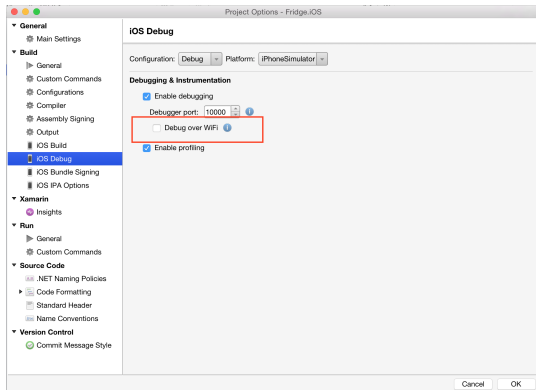 Project Options - Fridge.iOS
General
Main Settings
Build
General
Custom Commands
Configurations
Compiler
Assembly Signing
Output
iOS Build
iOS Debug
iOS Bundle Signing
iOS IPA Options
Xamarin
Insights
Run
General
Custom Commands
Source Code
.NET Naming Policies
Code Formatting
Standard Header
Name Conventions
Version Control
Commit Message Style
iOS Debug
Configuration: Debug Platform: iPhoneSimulator
Debugging & Instrumentation
Enable debugging
Debugger port: 10000
Debug over WiFi
Enable profiling
Cancel OK